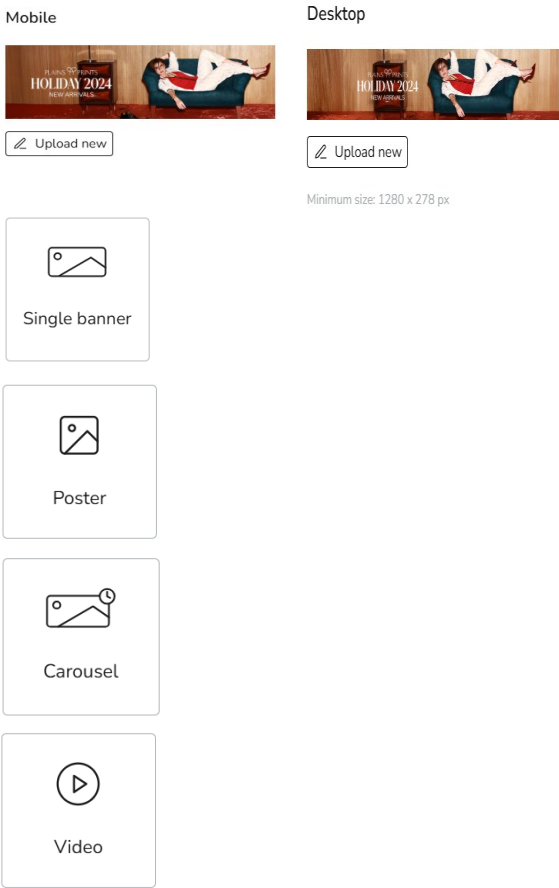 Mobile
PLAINS & PRINTS
HOLIDAY 2024
NEW ARRIVALS
Upload new
Desktop
PLAINS & PRINTS
HOLIDAY 2024
NEW ARRIVALS
Upload new
Minimum size: 1280 x 278 px
Single banner
Poster
Carousel
Video